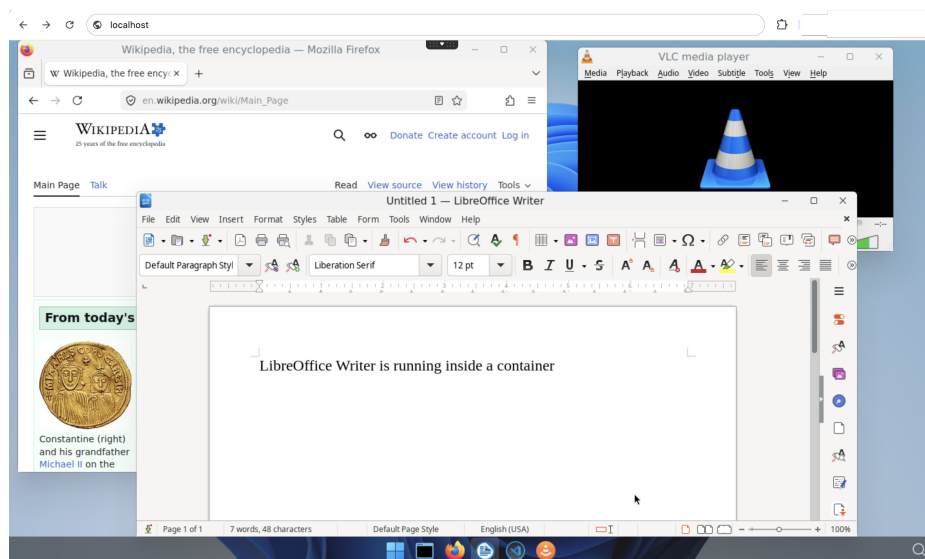 localhost
Wikipedia, the free encyclopedia — Mozilla Firefox
W Wikipedia, the free ency
en.wikipedia.org/wiki/Main_Page
WIKIPEDIA
25 years of the free encyclopedia
Donate Create account Log in
Main Page Talk
Read View source View history Tools
From today's
Constantine (right)
and his grandfather
Michael II on the
VLC media player
Media Playback Audio Video Subtitle Tools View Help
--:--
Untitled 1 — LibreOffice Writer
File Edit View Insert Format Styles Table Form Tools Window Help
Default Paragraph Styl Liberation Serif 12 pt B I U S
LibreOffice Writer is running inside a container
Page 1 of 1 7 words, 48 characters Default Page Style English (USA) 100%